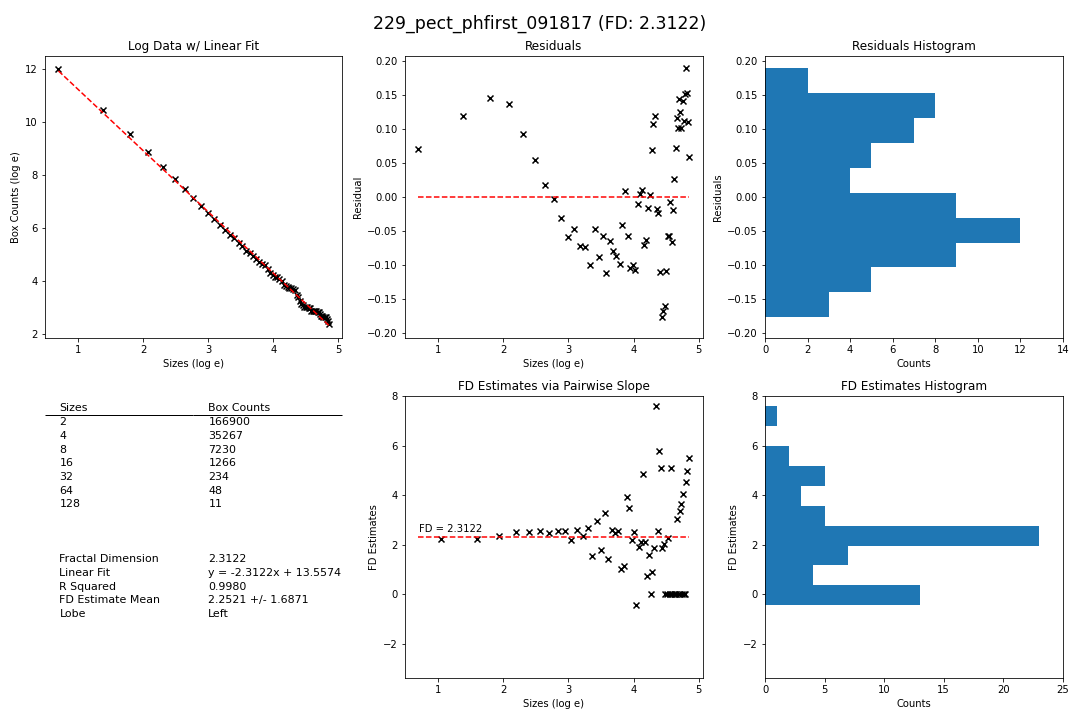 229_pect_phfirst_091817 (FD: 2.3122)
Log Data w/ Linear Fit
Box Counts (log e)
12
10
8
6
4
2
1 2 3 4 5
Sizes (log e)
Residuals
Residual
0.20
0.15
0.10
0.05
0.00
−0.05
−0.10
−0.15
−0.20
1 2 3 4 5
Sizes (log e)
Residuals Histogram
Residuals
0.20
0.15
0.10
0.05
0.00
−0.05
−0.10
−0.15
−0.20
0 2 4 6 8 10 12 14
Counts
Sizes Box Counts
2 166900
4 35267
8 7230
16 1266
32 234
64 48
128 11
Fractal Dimension 2.3122
Linear Fit y = -2.3122x + 13.5574
R Squared 0.9980
FD Estimate Mean 2.2521 +/- 1.6871
Lobe Left
FD Estimates via Pairwise Slope
FD Estimates
8
6
4
2
0
−2
FD = 2.3122
1 2 3 4 5
Sizes (log e)
FD Estimates Histogram
FD Estimates
8
6
4
2
0
−2
0 5 10 15 20 25
Counts